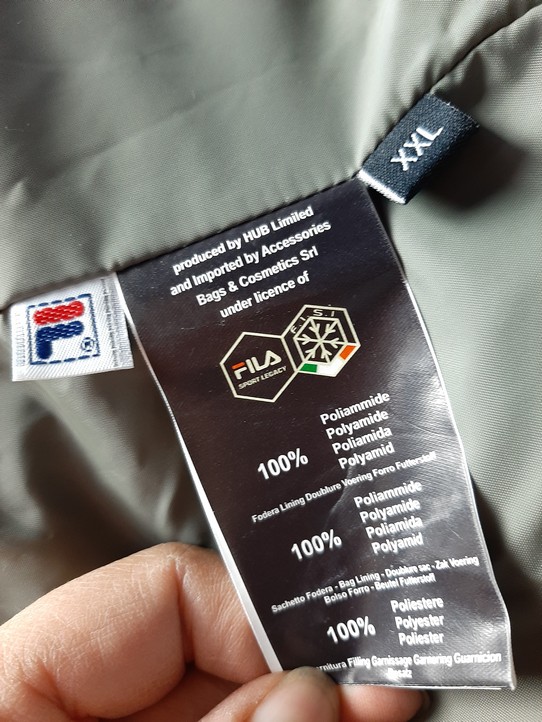 XXL
produced by HUB Limited
and Imported by Accessories
Bags & Cosmetics Srl
under licence of
F
FILA
SPORT LEGACY
F.I.S.I
100%
Poliammide
Polyamide
Poliamida
Polyamid
Fodera Lining Doublure Voering Forro Futterstoff
100%
Poliammide
Polyamide
Poliamida
Polyamid
Sachetto Fodera - Bag Lining - Doublure sac - Zak Voering
Bolso Forro - Beutel Futterstoff
100%
Poliestere
Polyester
Poliester
Filling Garnissage Garnering Guarnicion